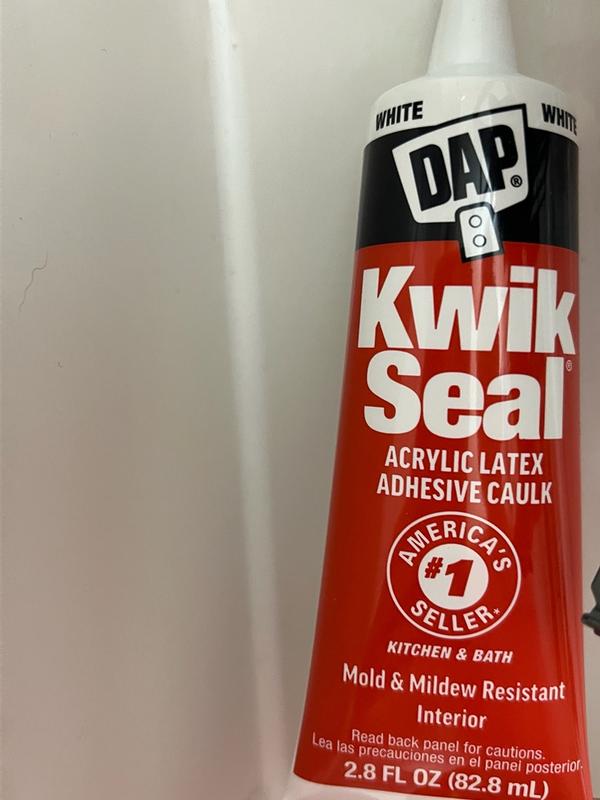 WHITE WHITE
DAP®
Kwik
Seal®
ACRYLIC LATEX
ADHESIVE CAULK
AMERICA'S
#1
SELLER*
KITCHEN & BATH
Mold & Mildew Resistant
Interior
Read back panel for cautions.
Lea las precauciones en el panel posterior.
2.8 FL OZ (82.8 mL)